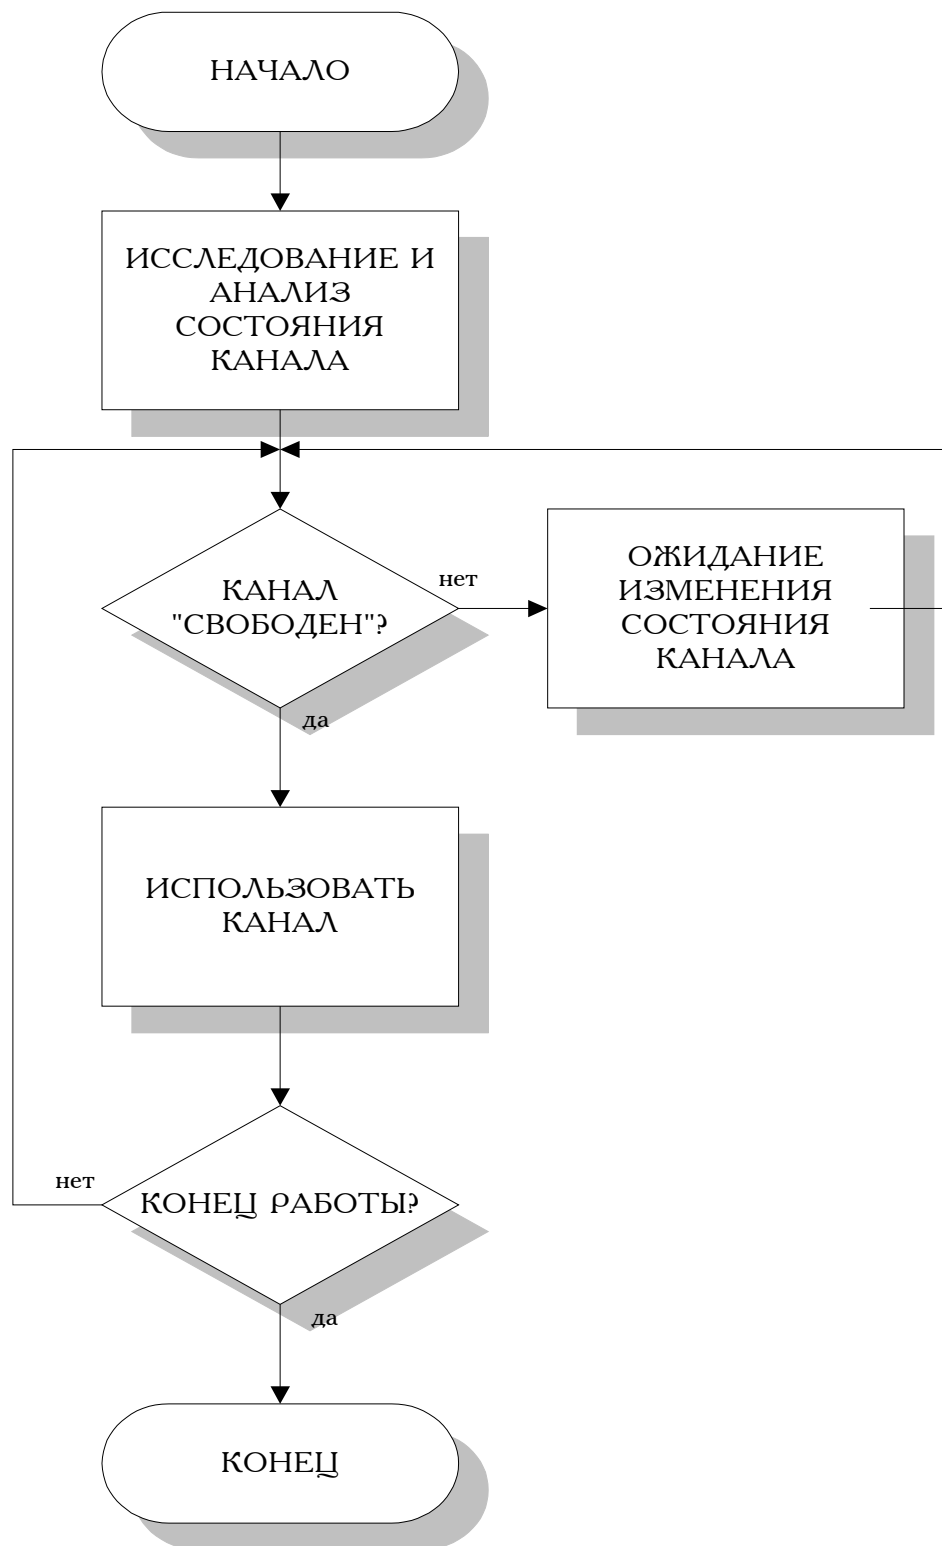 НАЧАЛО
ИССЛЕДОВАНИЕ И
АНАЛИЗ
СОСТОЯНИЯ
КАНАЛА
КАНАЛ
"СВОБОДЕН"?
нет
ОЖИДАНИЕ
ИЗМЕНЕНИЯ
СОСТОЯНИЯ
КАНАЛА
да
ИСПОЛЬЗОВАТЬ
КАНАЛ
нет
КОНЕЦ РАБОТЫ?
да
КОНЕЦ